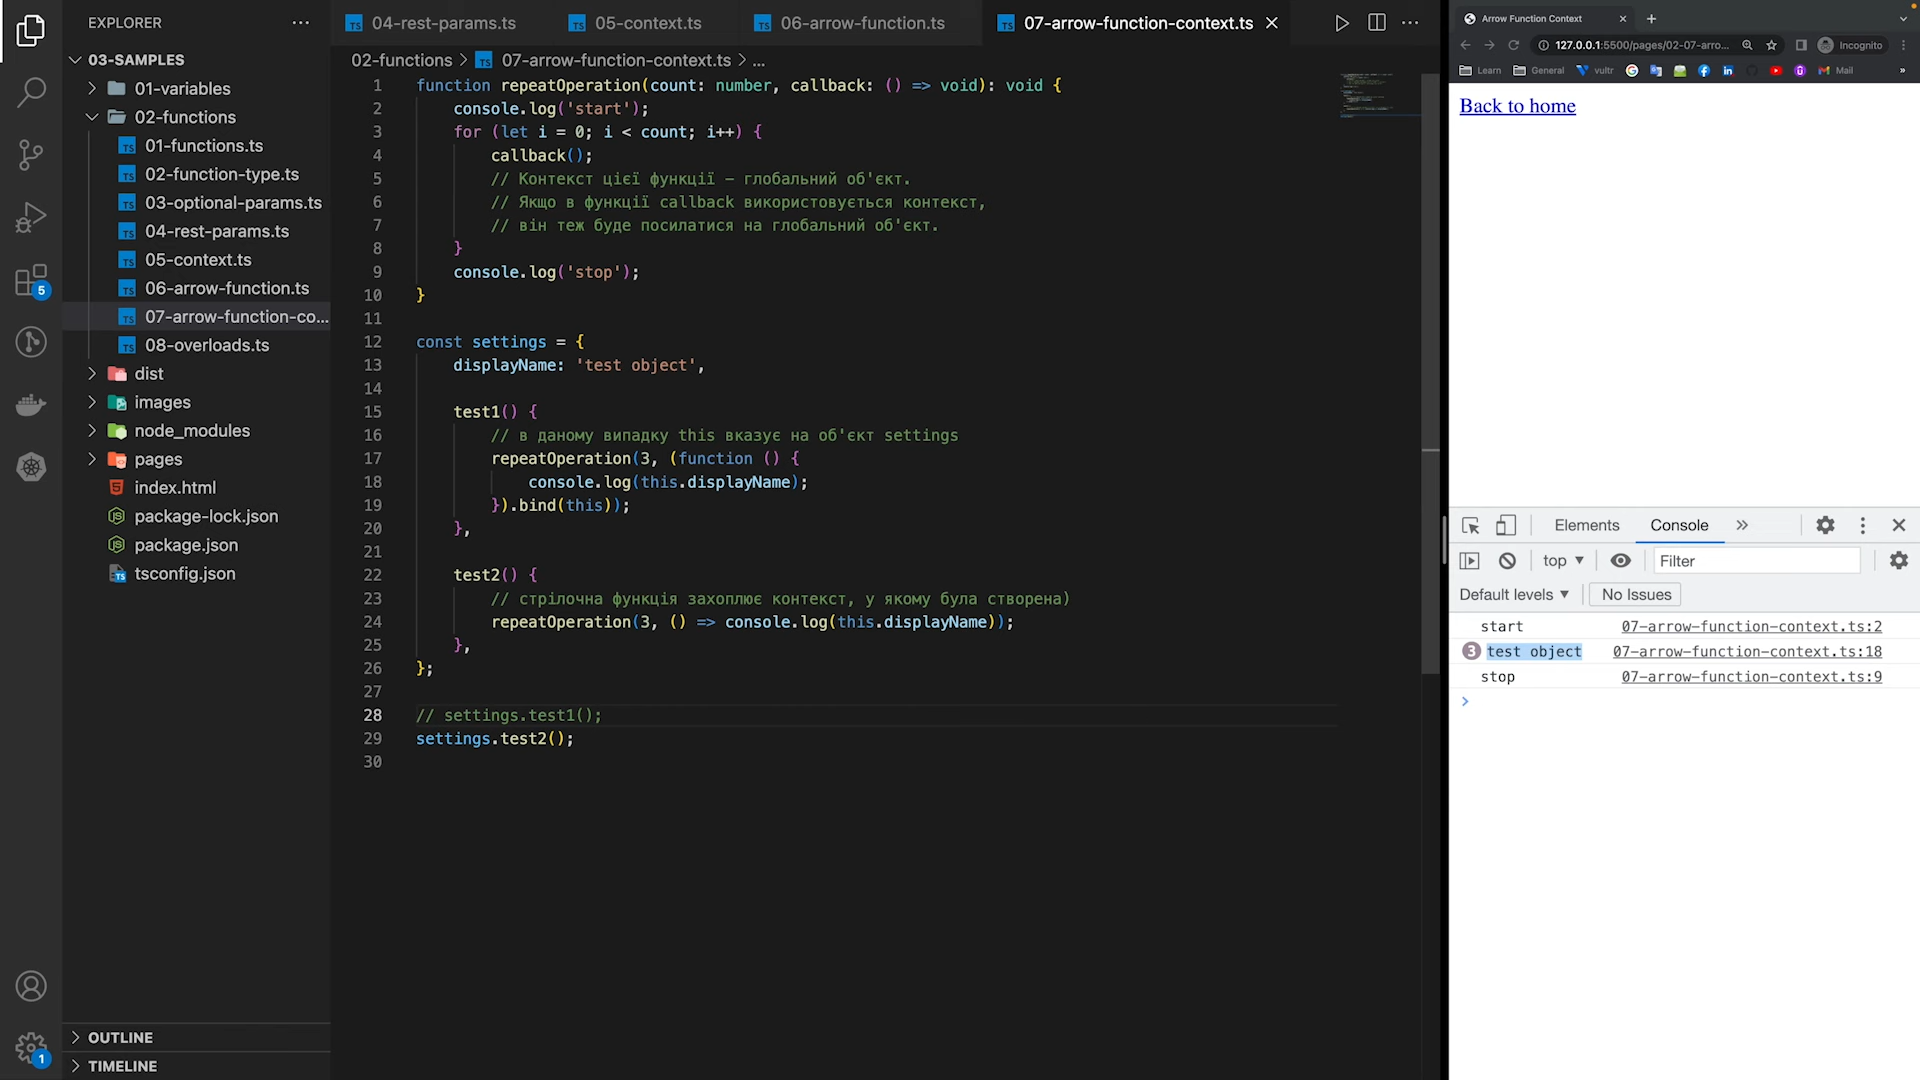 EXPLORER
03-SAMPLES
01-variables
02-functions
01-functions.ts
02-function-type.ts
03-optional-params.ts
04-rest-params.ts
05-context.ts
06-arrow-function.ts
07-arrow-function-co...
08-overloads.ts
dist
images
node_modules
pages
index.html
package-lock.json
package.json
tsconfig.json
OUTLINE
TIMELINE
5
1
04-rest-params.ts
05-context.ts
06-arrow-function.ts
07-arrow-function-context.ts
02-functions > 07-arrow-function-context.ts > ...
1 function repeatOperation(count: number, callback: () => void): void {
2 console.log('start');
3 for (let i = 0; i < count; i++) {
4 callback();
5 // Контекст цієї функції – глобальний об'єкт.
6 // Якщо в функції callback використовується контекст,
7 // він теж буде посилатися на глобальний об'єкт.
8 }
9 console.log('stop');
10 }
11
12 const settings = {
13 displayName: 'test object',
14
15 test1() {
16 // в даному випадку this вказує на об'єкт settings
17 repeatOperation(3, (function () {
18 console.log(this.displayName);
19 }).bind(this));
20 },
21
22 test2() {
23 // стрілочна функція захоплює контекст, у якому була створена)
24 repeatOperation(3, () => console.log(this.displayName));
25 },
26 };
27
28 // settings.test1();
29 settings.test2();
30
Arrow Function Context
127.0.0.1:5500/pages/02-07-arro...
Incognito
Learn
General
vultr
Mail
»
Back to home
Elements
Console
»
top
Filter
Default levels
No Issues
start 07-arrow-function-context.ts:2
3 test object 07-arrow-function-context.ts:18
stop 07-arrow-function-context.ts:9
>